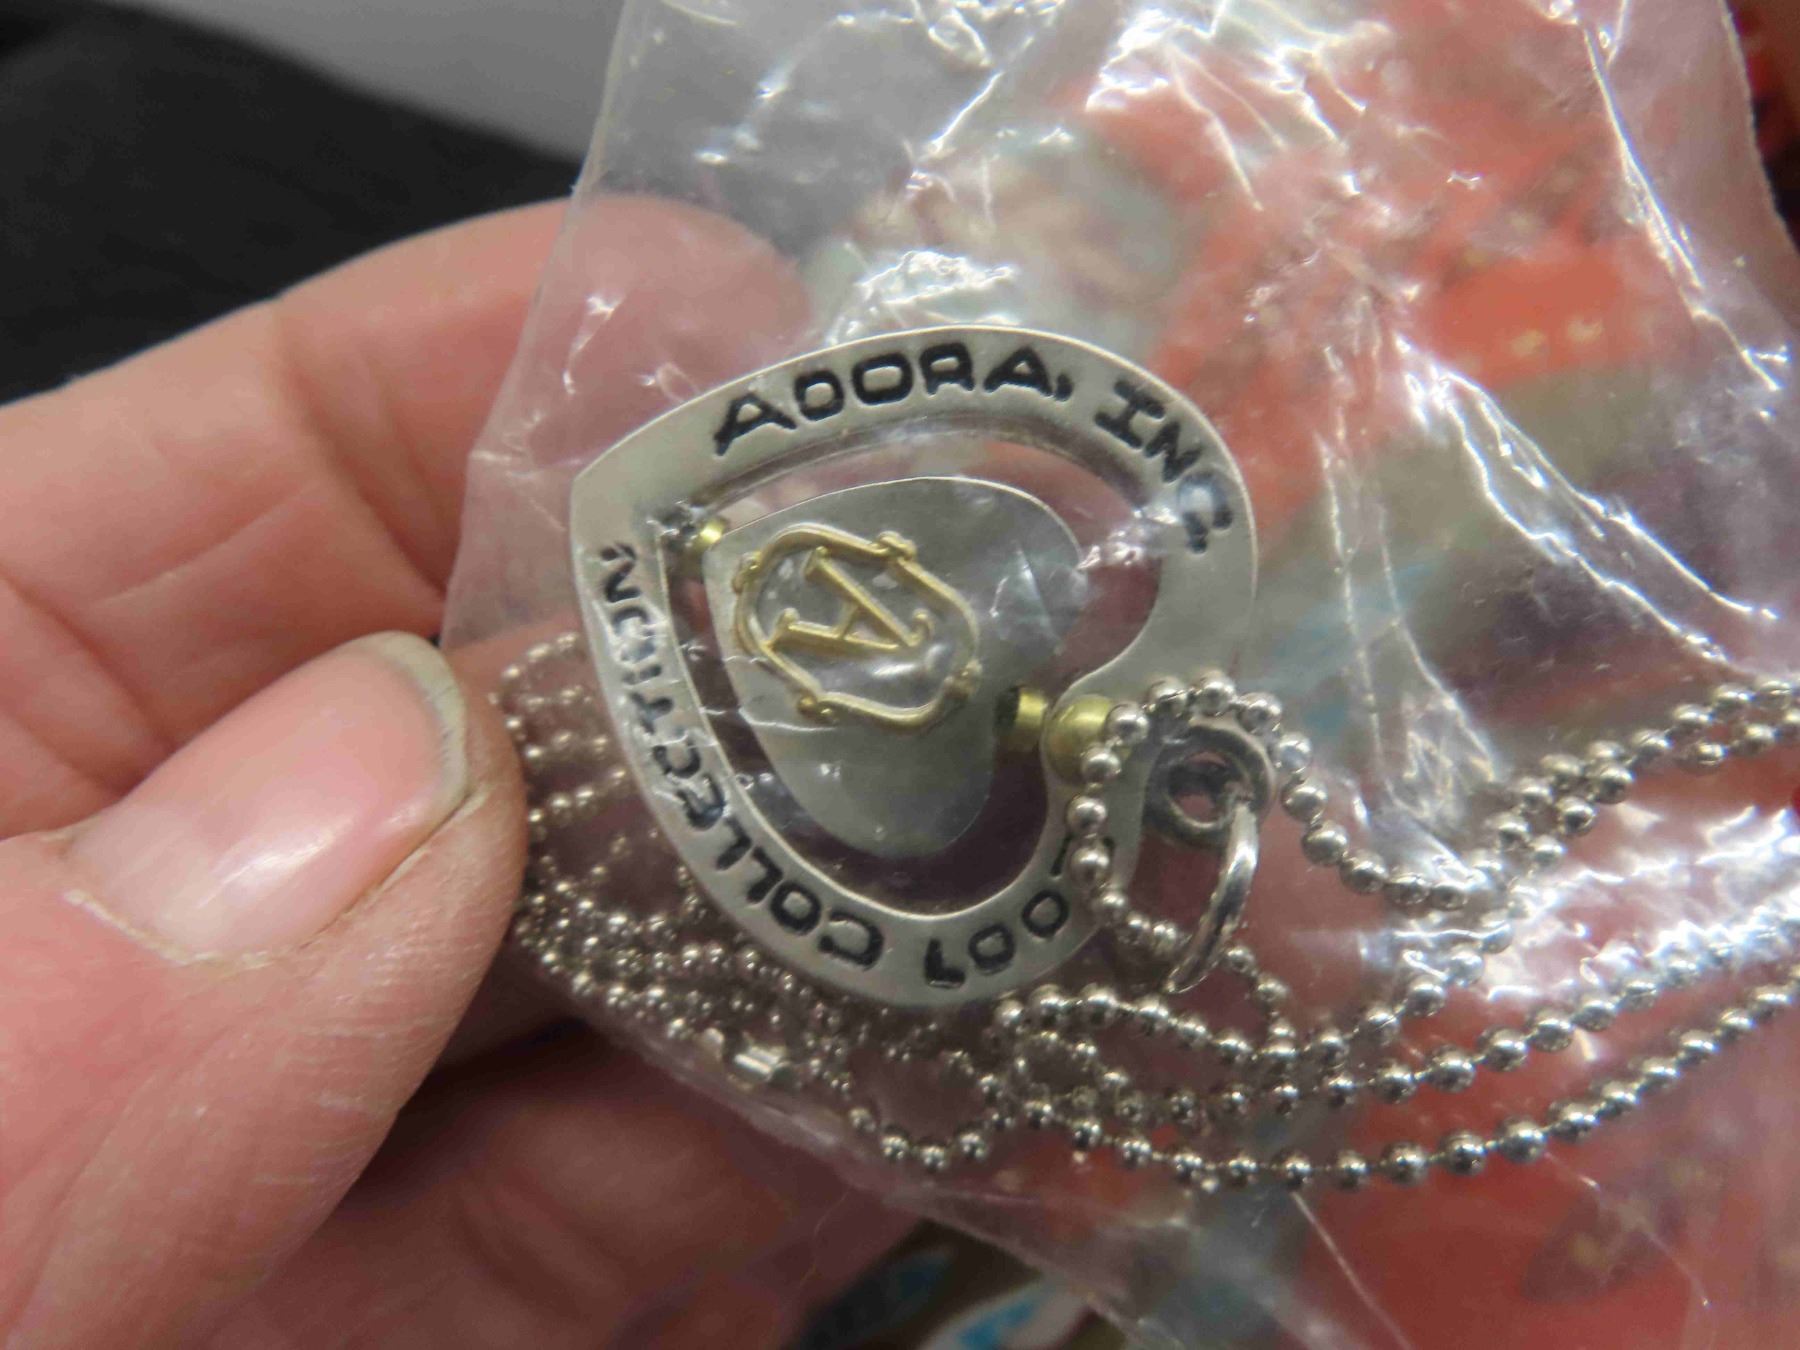 ADORA, INC.
2001 COLLECTION
A